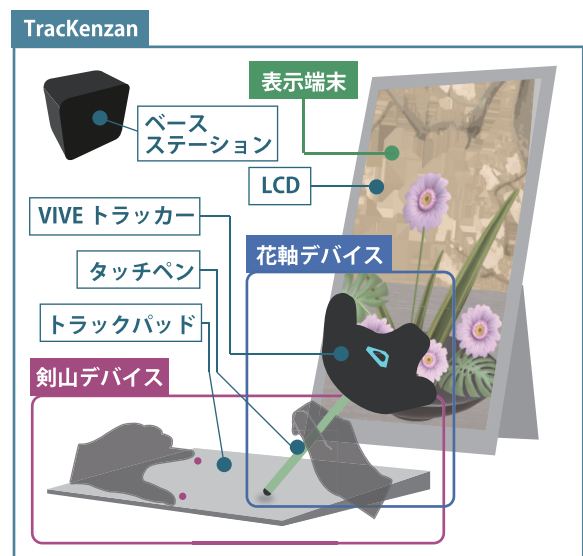 TracKenzan
表示端末
ベース
ステーション
LCD
VIVE トラッカー
花軸デバイス
タッチペン
トラックパッド
剣山デバイス